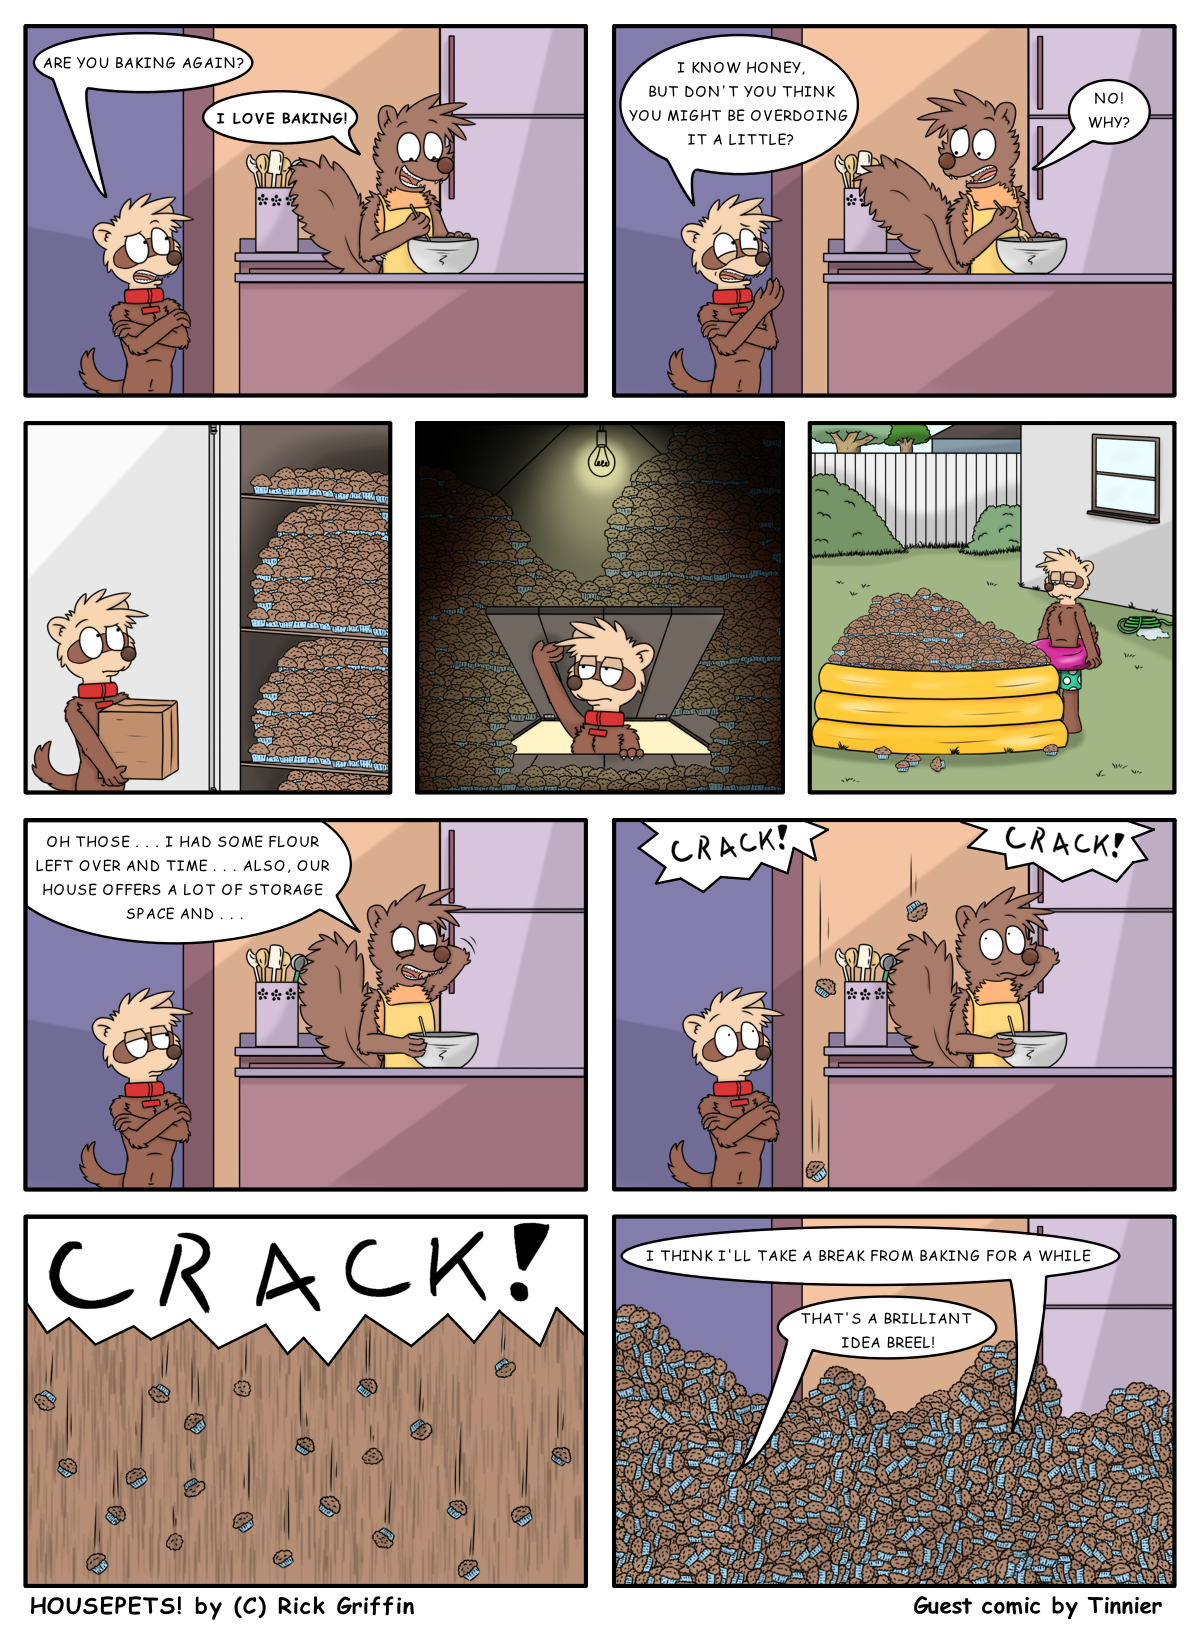 ARE YOU BAKING AGAIN?
I LOVE BAKING!
I KNOW HONEY,
BUT DON'T YOU THINK
YOU MIGHT BE OVERDOING
IT A LITTLE?
NO!
WHY?
OH THOSE . . . I HAD SOME FLOUR
LEFT OVER AND TIME . . . ALSO, OUR
HOUSE OFFERS A LOT OF STORAGE
SPACE AND . . .
CRACK!
CRACK!
CRACK!
I THINK I'LL TAKE A BREAK FROM BAKING FOR A WHILE
THAT'S A BRILLIANT
IDEA BREEL!
HOUSEPETS! by (C) Rick Griffin
Guest comic by Tinnier